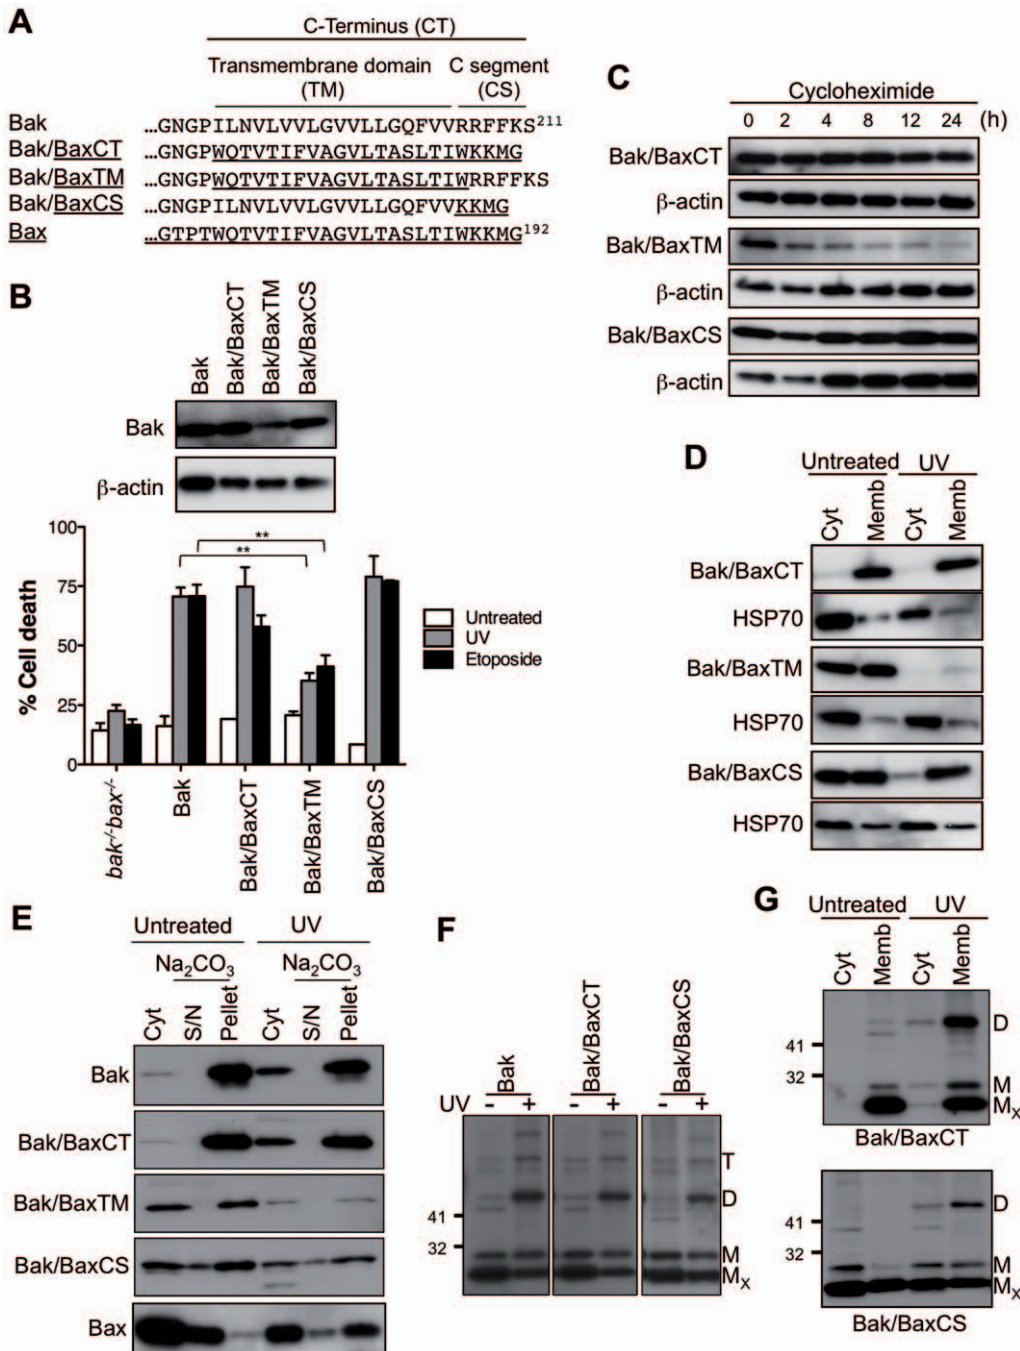 A
C-Terminus (CT)
Transmembrane domain (TM)
C segment (CS)
Bak ...GNGPILNVLVVLGVVLLGQFVVRRFFKS211
Bak/BaxCT ...GNGPWQTVTIFVAGVLTASLTIWKKMG
Bak/BaxTM ...GNGPWQTVTIFVAGVLTASLTIWRRFFKS
Bak/BaxCS ...GNGPILNVLVVLGVVLLGQFVVKKMG
Bax ...GTPTWQTVTIFVAGVLTASLTIWKKMG192
B
Bak Bak/BaxCT Bak/BaxTM Bak/BaxCS
Bak
β-actin
% Cell death
100
75
50
25
0
** 
**
Untreated
UV
Etoposide
bak-/-bax-/- Bak Bak/BaxCT Bak/BaxTM Bak/BaxCS
C
Cycloheximide
0 2 4 8 12 24 (h)
Bak/BaxCT
β-actin
Bak/BaxTM
β-actin
Bak/BaxCS
β-actin
D
Untreated UV
Cyt Memb Cyt Memb
Bak/BaxCT
HSP70
Bak/BaxTM
HSP70
Bak/BaxCS
HSP70
E
Untreated UV
Na2CO3 Na2CO3
Cyt S/N Pellet Cyt S/N Pellet
Bak
Bak/BaxCT
Bak/BaxTM
Bak/BaxCS
Bax
F
Bak Bak/BaxCT Bak/BaxCS
UV - + - + - +
T
D
41
32
M
MX
G
Untreated UV
Cyt Memb Cyt Memb
D
41
32
M
MX
Bak/BaxCT
D
41
32
M
MX
Bak/BaxCS